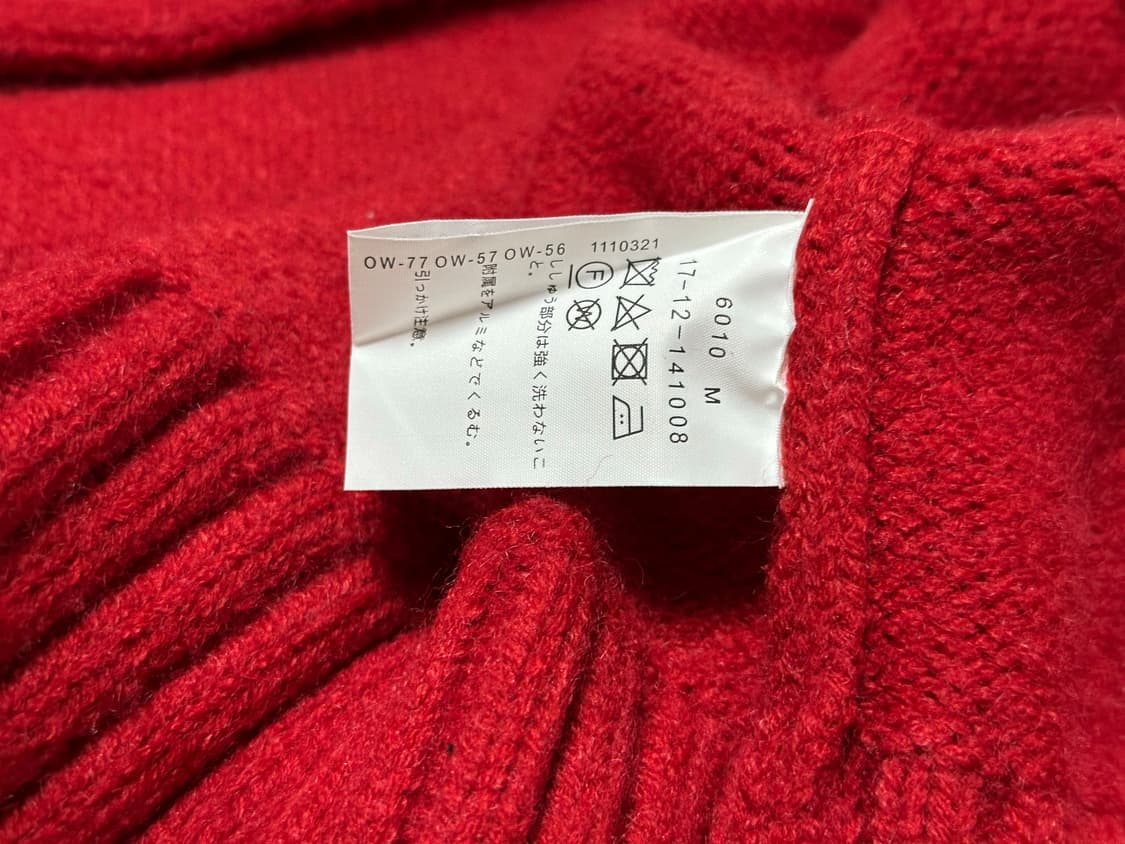 6010 M
17-12-141008
1110321
F
W
OW-56
ししゅう部分は強く洗わないこ
と。
OW-57
附属をアルミなどでくるむ。
OW-77
引っかけ注意。